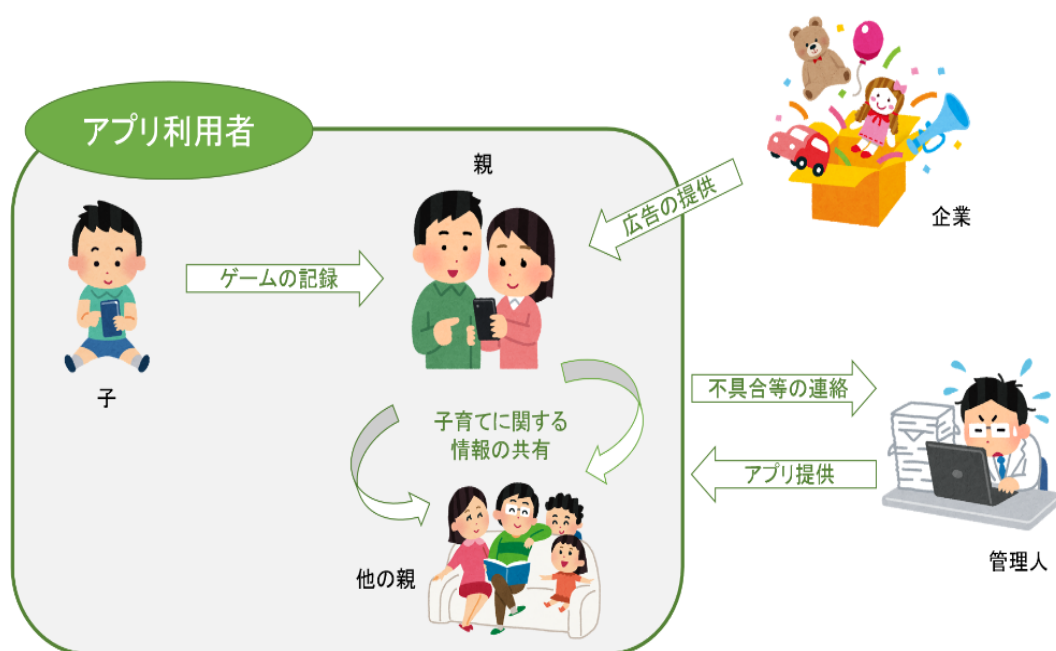 アプリ利用者
親
広告の提供
企業
ゲームの記録
子
子育てに関する
情報の共有
不具合等の連絡
アプリ提供
他の親
管理人